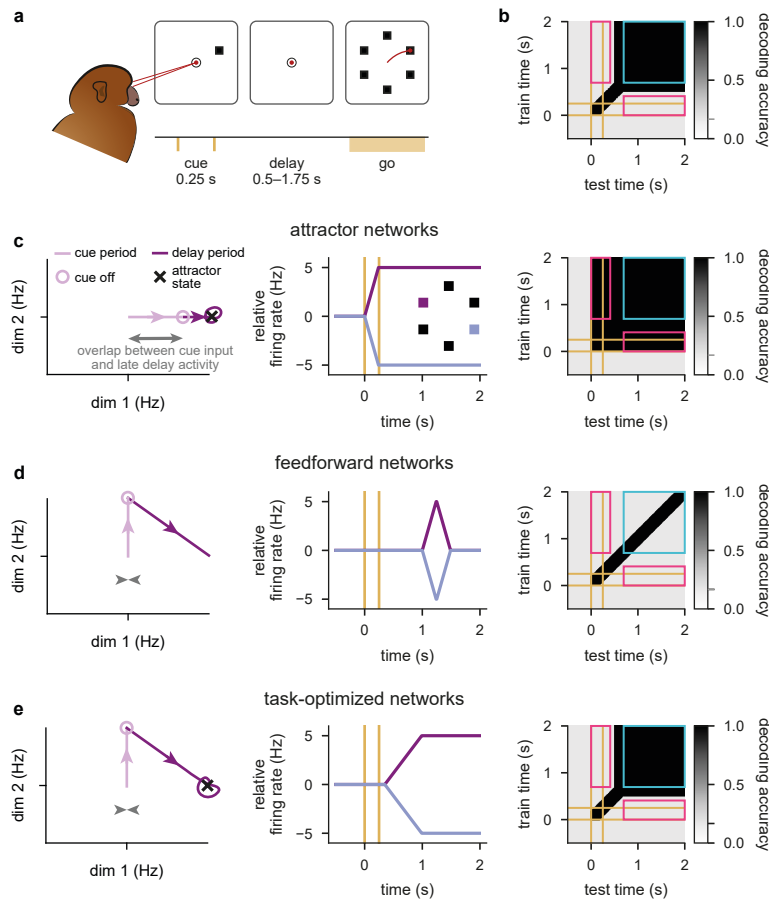 a
cue
0.25 s
delay
0.5–1.75 s
go
b
train time (s)
2
1
0
0
1
2
test time (s)
1.0
0.5
0.0
decoding accuracy
attractor networks
c
cue period
delay period
cue off
attractor
state
dim 2 (Hz)
overlap between cue input
and late delay activity
dim 1 (Hz)
relative
firing rate (Hz)
5
0
−5
0
1
2
time (s)
train time (s)
2
1
0
0
1
2
test time (s)
1.0
0.5
0.0
decoding accuracy
feedforward networks
d
dim 2 (Hz)
dim 1 (Hz)
relative
firing rate (Hz)
5
0
−5
0
1
2
time (s)
train time (s)
2
1
0
0
1
2
test time (s)
1.0
0.5
0.0
decoding accuracy
task-optimized networks
e
dim 2 (Hz)
dim 1 (Hz)
relative
firing rate (Hz)
5
0
−5
0
1
2
time (s)
train time (s)
2
1
0
0
1
2
test time (s)
1.0
0.5
0.0
decoding accuracy